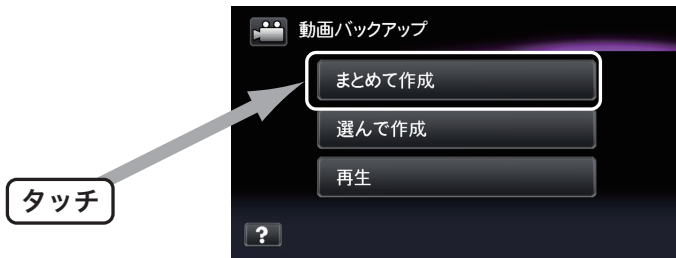 動画バックアップ
まとめて作成
選んで作成
再生
タッチ
?